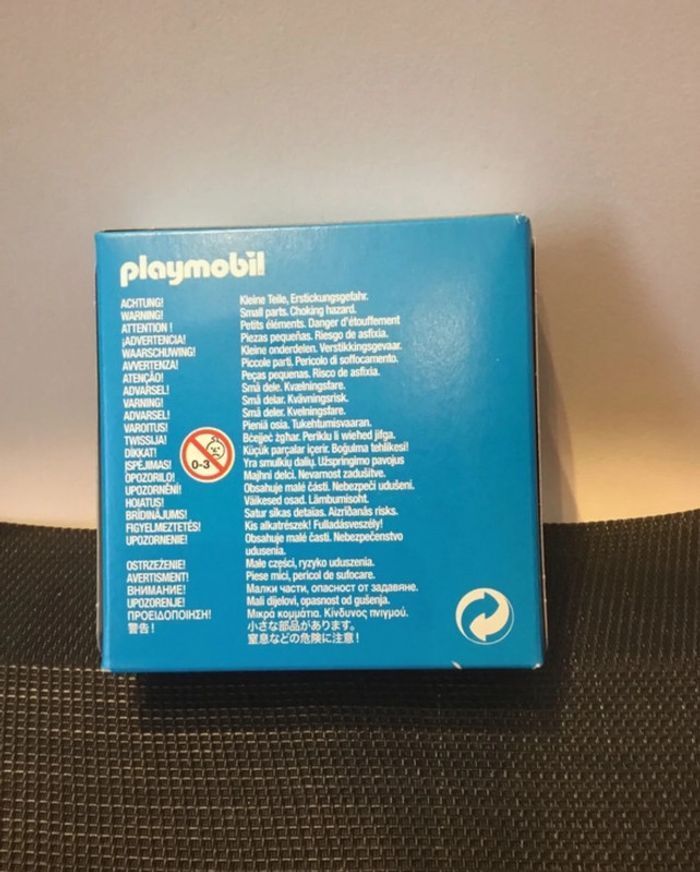 playmobil
ACHTUNG! Kleine Teile, Erstickungsgefahr.
WARNING! Small parts. Choking hazard.
ATTENTION ! Petits éléments. Danger d'étouffement
¡ADVERTENCIA! Piezas pequeñas. Riesgo de asfixia.
WAARSCHUWING! Kleine onderdelen. Verstikkingsgevaar.
AVVERTENZA! Piccole parti. Pericolo di soffocamento.
ATENÇÃO! Peças pequenas. Risco de asfixia.
ADVARSEL! Små dele. Kvælningsfare.
VARNING! Små delar. Kvävningsrisk.
ADVARSEL! Små deler. Kvelningsfare.
VAROITUS! Pieniä osia. Tukehtumisvaaran.
TWISSIJA! Bċejjeċ żgħar. Periklu li wieħed jifga.
DİKKAT! Küçük parçalar içerir. Boğulma tehlikesi!
ĮSPĖJIMAS! Yra smulkių dalių. Užspringimo pavojus
OPOZORILO! Majhni delci. Nevarnost zadušitve.
UPOZORNĚNÍ! Obsahuje malé části. Nebezpečí udušení.
HOIATUS! Väikesed osad. Lämbumisoht.
BRĪDINĀJUMS! Satur sīkas detaļas. Aizrīšanās risks.
FIGYELMEZTETÉS! Kis alkatrészek! Fulladásveszély!
UPOZORNENIE! Obsahuje malé časti. Nebezpečenstvo
udusenia.
OSTRZEŻENIE! Małe części, ryzyko uduszenia.
AVERTISMENT! Piese mici, pericol de sufocare.
ВНИМАНИЕ! Малки части, опасност от задавяне.
UPOZORENJE! Mali dijelovi, opasnost od gušenja.
ΠΡΟΕΙΔΟΠΟΙΗΣΗ! Μικρά κομμάτια. Κίνδυνος πνιγμού.
警告! 小さな部品があります。
窒息などの危険に注意!
0-3